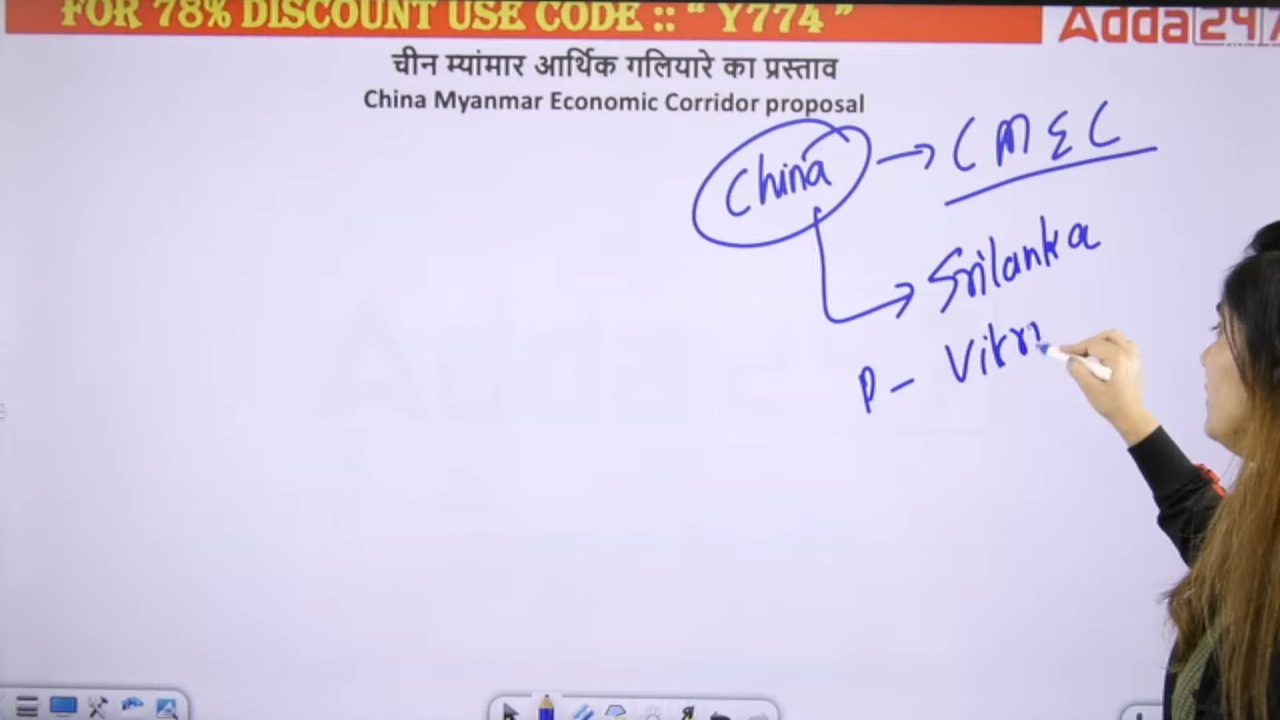 FOR 78% DISCOUNT USE CODE :: “ Y774 ”
Adda247
चीन म्यांमार आर्थिक गलियारे का प्रस्ताव
China Myanmar Economic Corridor proposal
China → CMEC
→ Srilanka
P - Vikr